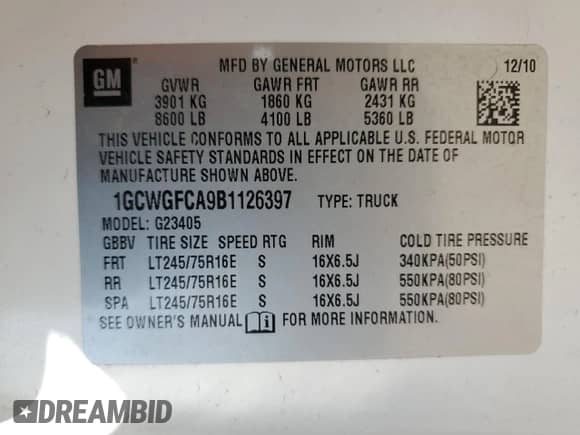 GM
MFD BY GENERAL MOTORS LLC 12/10
GVWR GAWR FRT GAWR RR
3901 KG 1860 KG 2431 KG
8600 LB 4100 LB 5360 LB
THIS VEHICLE CONFORMS TO ALL APPLICABLE U.S. FEDERAL MOTOR
VEHICLE SAFETY STANDARDS IN EFFECT ON THE DATE OF
MANUFACTURE SHOWN ABOVE.
1GCWGFCA9B1126397 TYPE: TRUCK
MODEL: G23405
GBBV TIRE SIZE SPEED RTG RIM COLD TIRE PRESSURE
FRT LT245/75R16E S 16X6.5J 340KPA(50PSI)
RR LT245/75R16E S 16X6.5J 550KPA(80PSI)
SPA LT245/75R16E S 16X6.5J 550KPA(80PSI)
SEE OWNER'S MANUAL FOR MORE INFORMATION.
DREAMBID